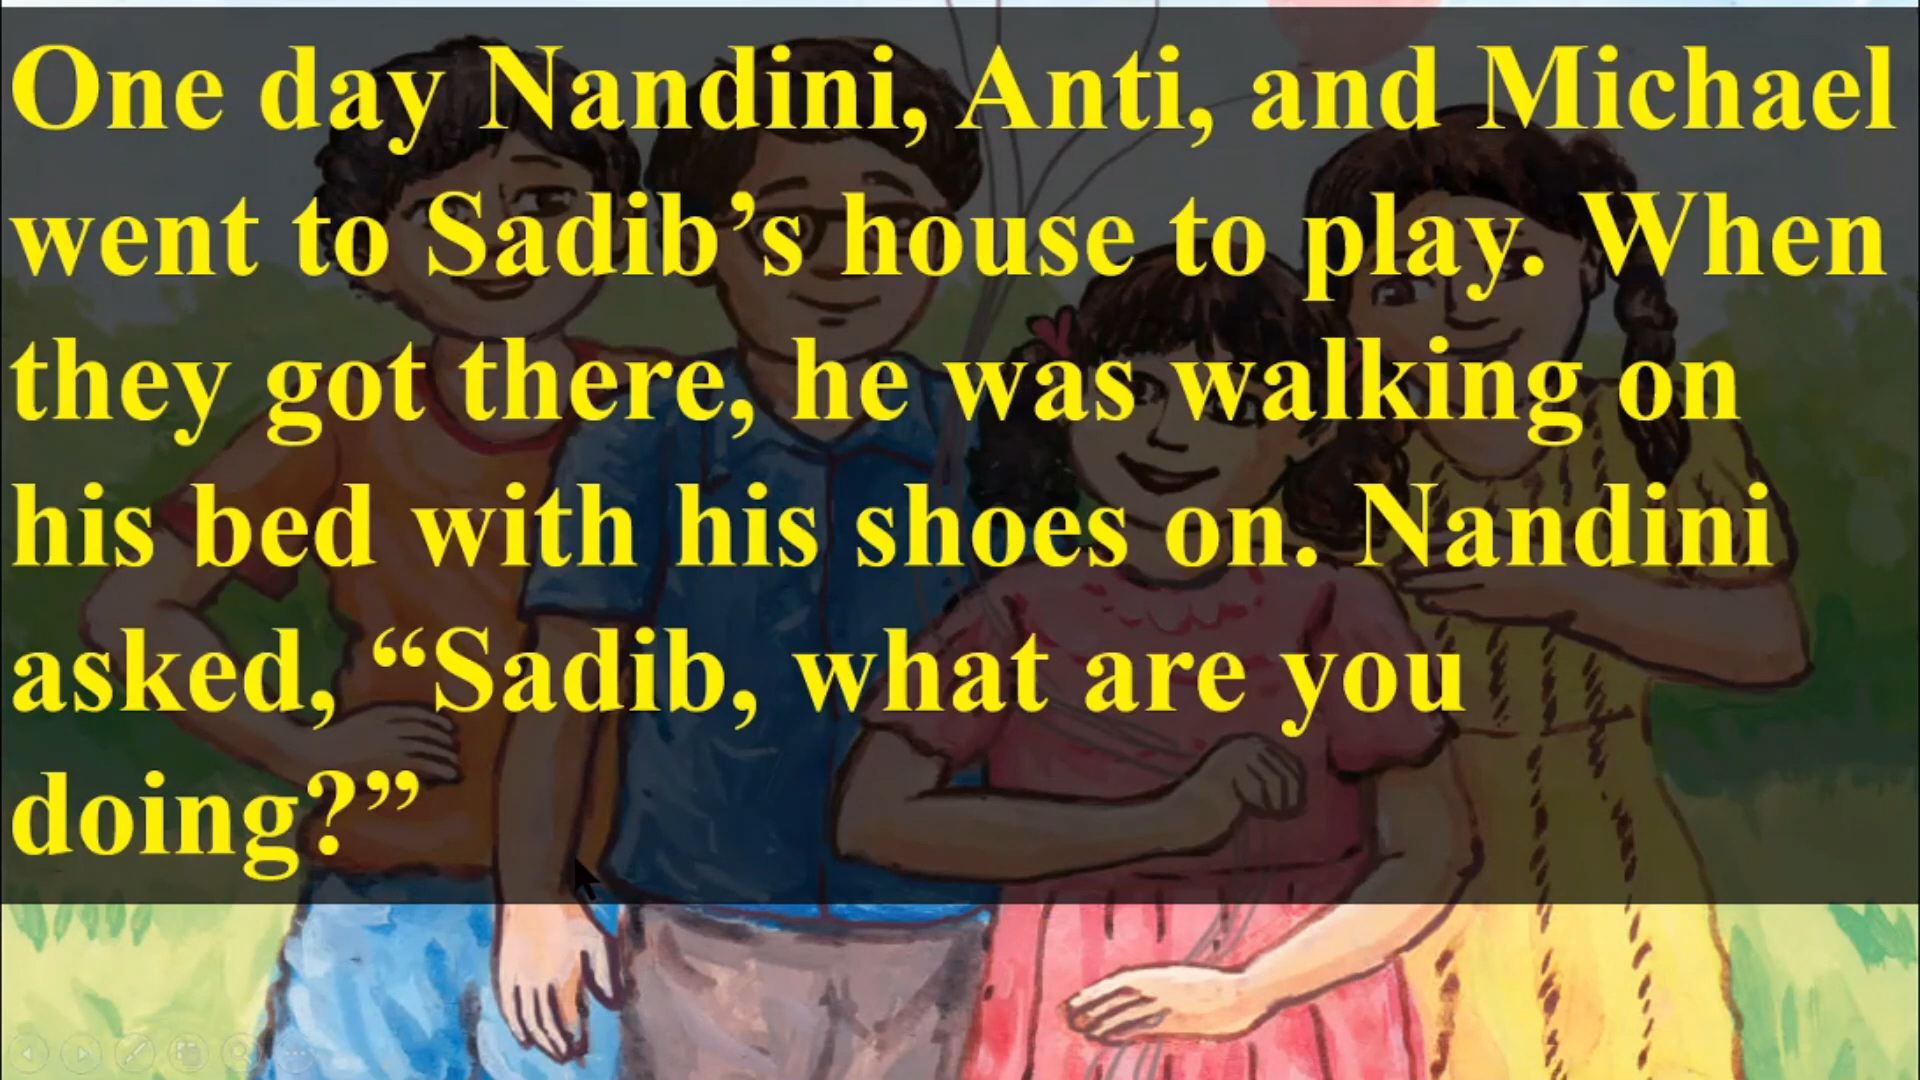 One day Nandini, Anti, and Michael
went to Sadib’s house to play. When
they got there, he was walking on
his bed with his shoes on. Nandini
asked, “Sadib, what are you
doing?”